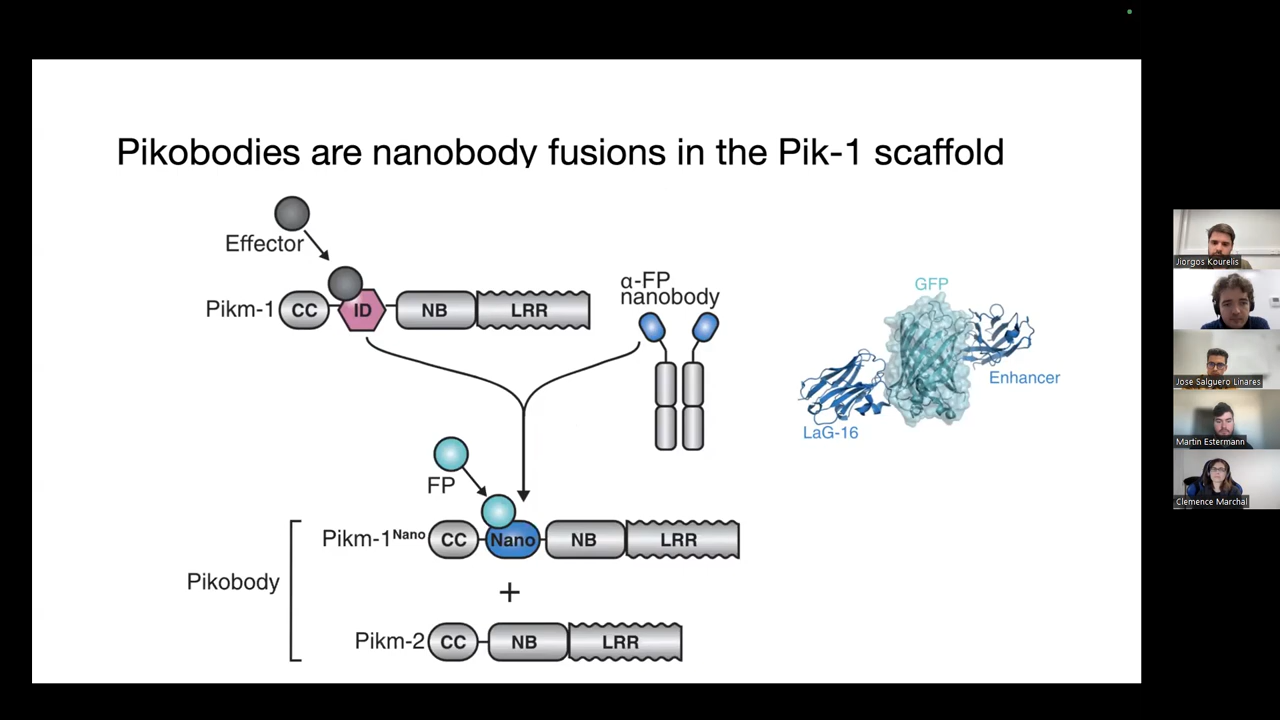 Pikobodies are nanobody fusions in the Pik-1 scaffold
Effector
Pikm-1
CC
ID
NB
LRR
α-FP
nanobody
GFP
Enhancer
LaG-16
FP
Pikobody
Pikm-1Nano
CC
Nano
NB
LRR
+
Pikm-2
CC
NB
LRR
Jiorgos Kourelis
Jose Salguero Linares
Martin Estermann
Clemence Marchal